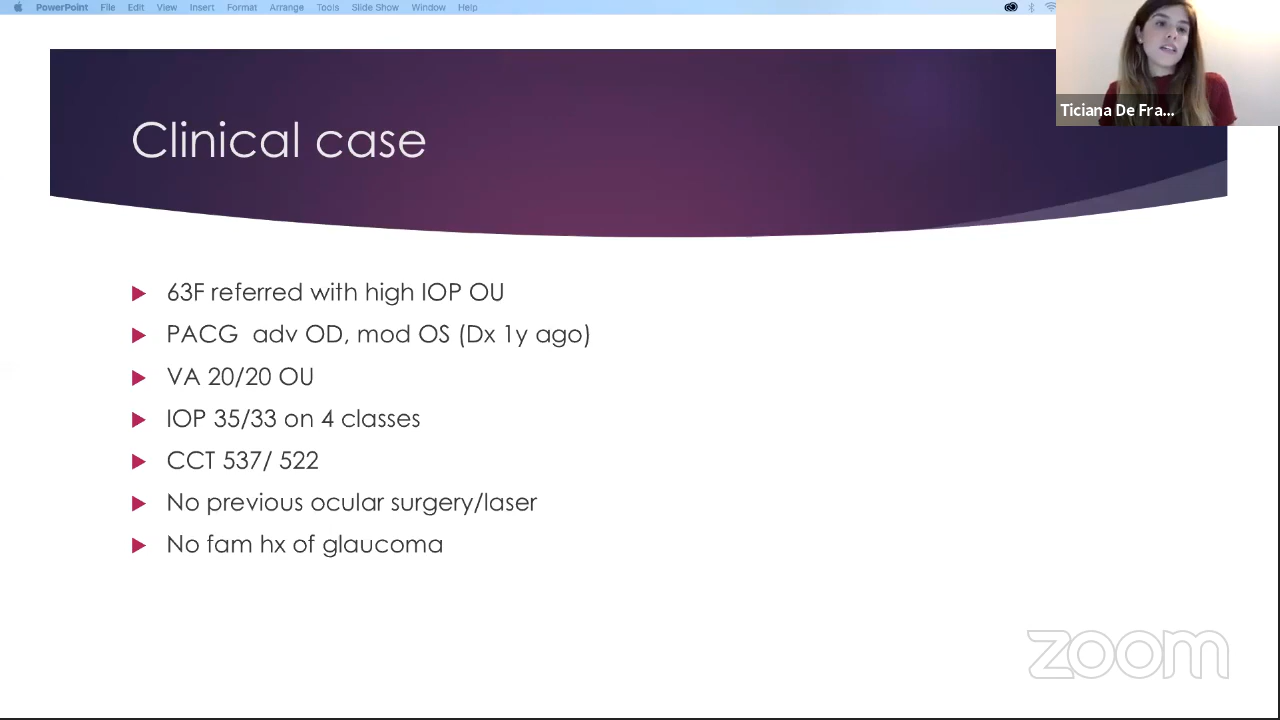 PowerPoint File Edit View Insert Format Arrange Tools Slide Show Window Help
Ticiana De Fra...
Clinical case
63F referred with high IOP OU
PACG adv OD, mod OS (Dx 1y ago)
VA 20/20 OU
IOP 35/33 on 4 classes
CCT 537/ 522
No previous ocular surgery/laser
No fam hx of glaucoma
zoom